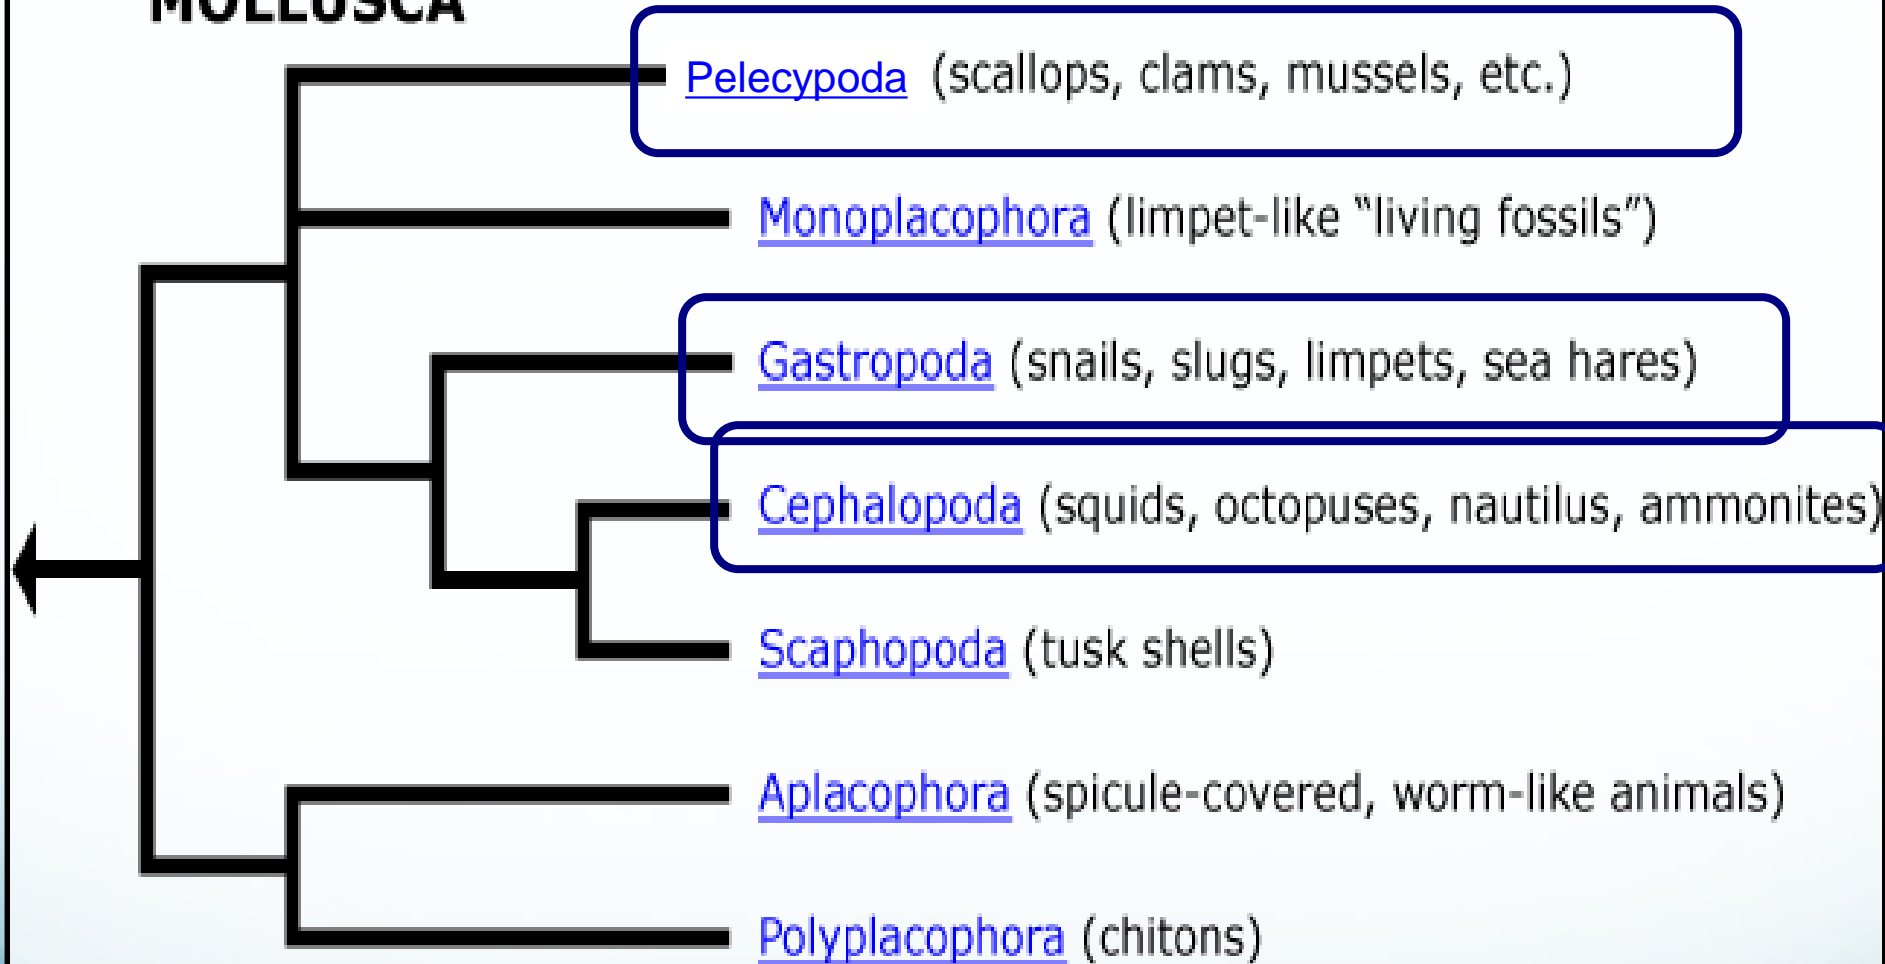 MOLLUSCA
Pelecypoda (scallops, clams, mussels, etc.)
Monoplacophora (limpet-like “living fossils”)
Gastropoda (snails, slugs, limpets, sea hares)
Cephalopoda (squids, octopuses, nautilus, ammonites)
Scaphopoda (tusk shells)
Aplacophora (spicule-covered, worm-like animals)
Polyplacophora (chitons)